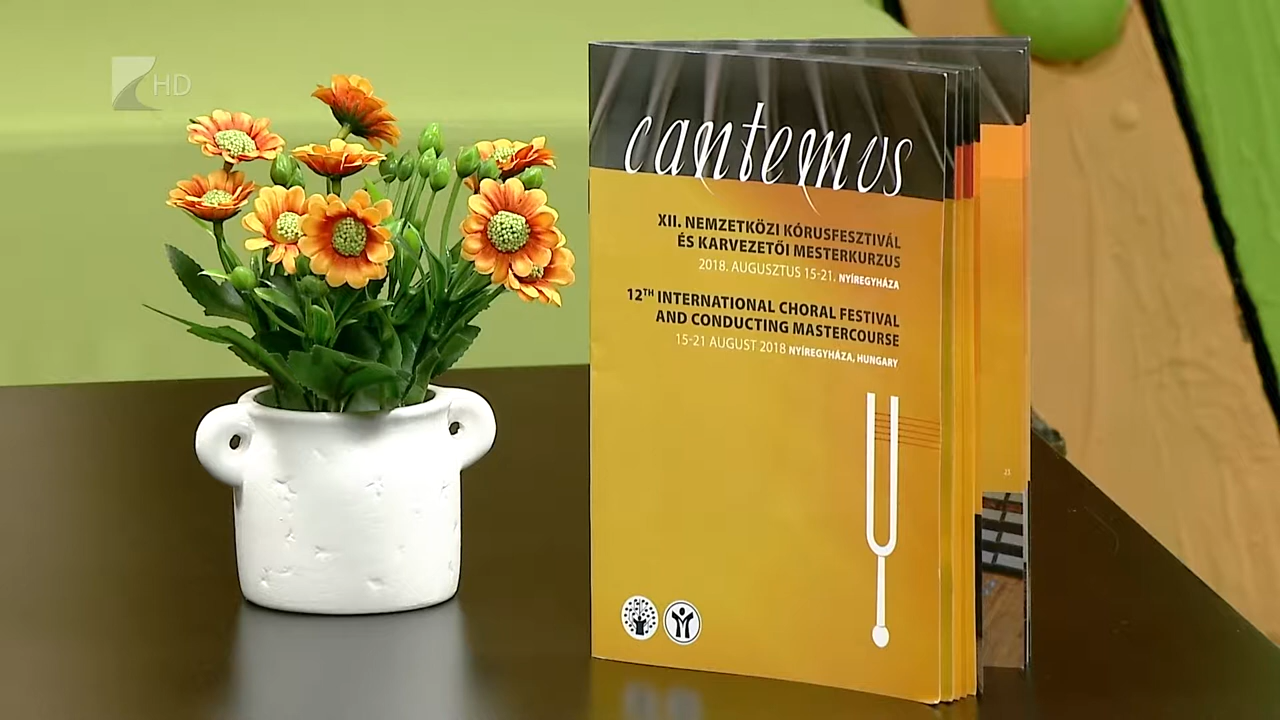 HD
cantemus
XII. NEMZETKÖZI KÓRUSFESZTIVÁL
ÉS KARVEZETŐI MESTERKURZUS
2018. AUGUSZTUS 15-21. NYÍREGYHÁZA
12TH INTERNATIONAL CHORAL FESTIVAL
AND CONDUCTING MASTERCOURSE
15-21 AUGUST 2018 NYÍREGYHÁZA, HUNGARY